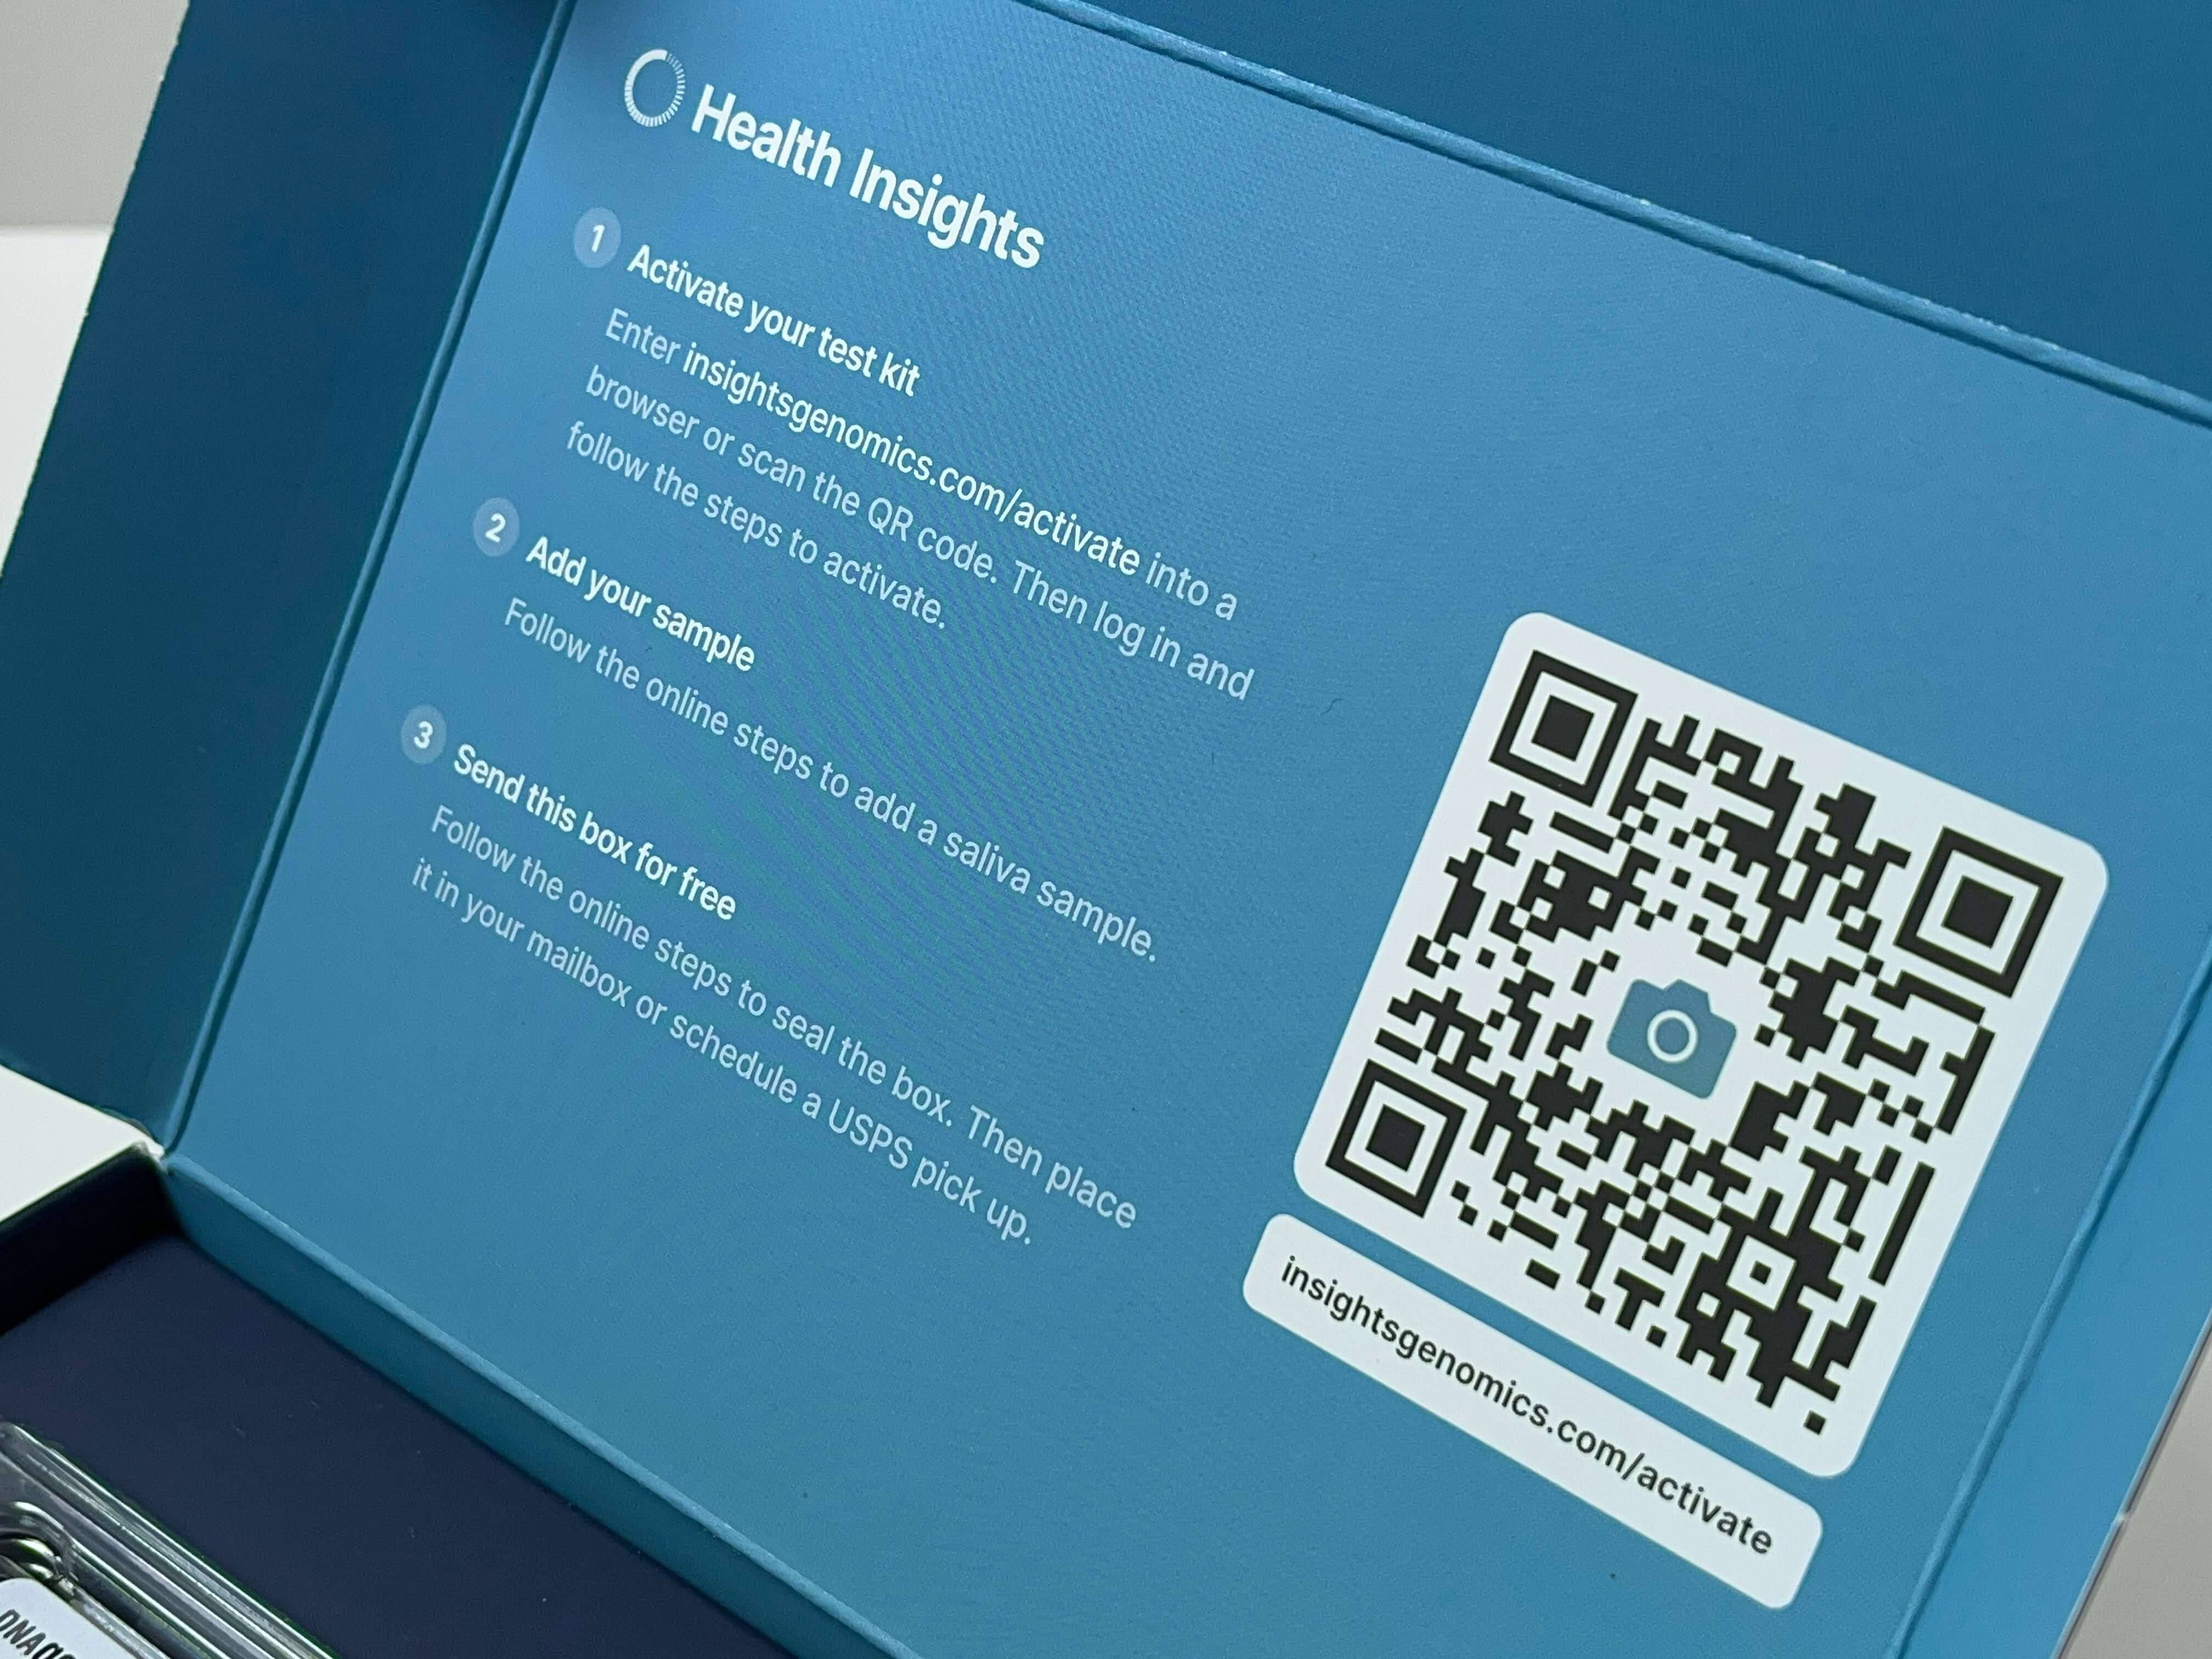 Health Insights
1 Activate your test kit
Enter insightsgenomics.com/activate into a
browser or scan the QR code. Then log in and
follow the steps to activate.
2 Add your sample
Follow the online steps to add a saliva sample.
3 Send this box for free
Follow the online steps to seal the box. Then place
it in your mailbox or schedule a USPS pick up.
insightsgenomics.com/activate